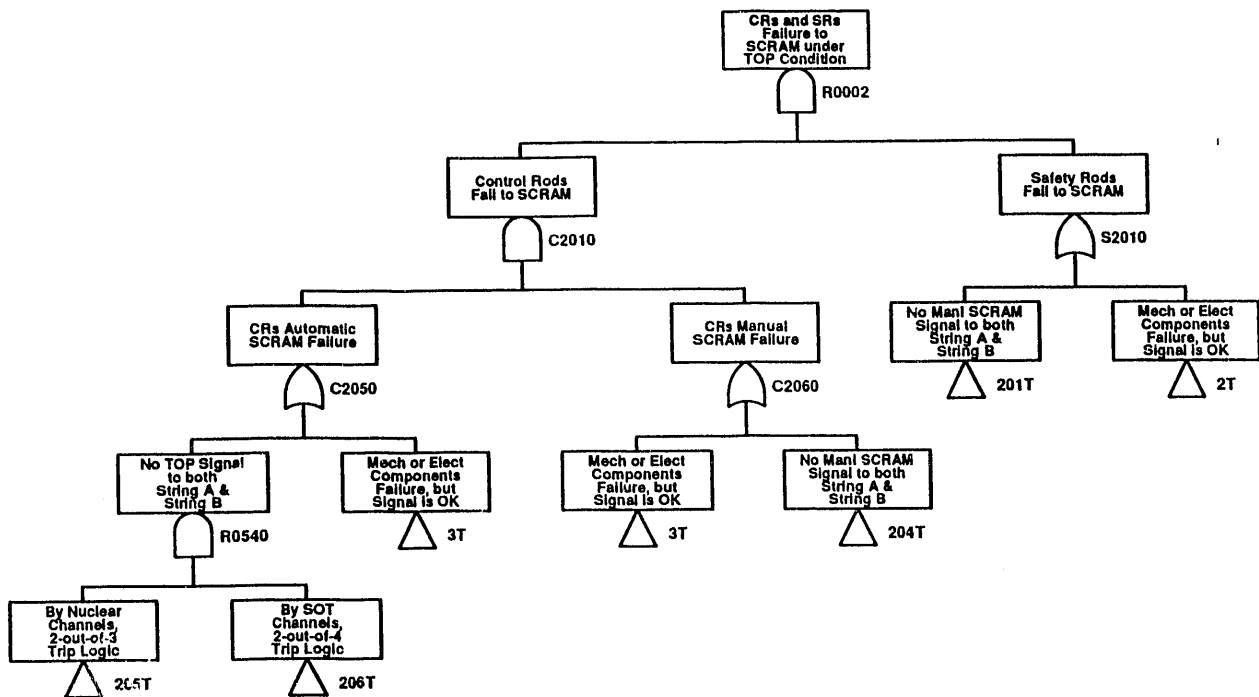 CRs and SRs
Failure to
SCRAM under
TOP Condition
R0002
Control Rods
Fail to SCRAM
C2010
Safety Rods
Fail to SCRAM
S2010
CRs Automatic
SCRAM Failure
C2050
CRs Manual
SCRAM Failure
C2060
No Manl SCRAM
Signal to both
String A &
String B
201T
Mech or Elect
Components
Failure, but
Signal is OK
2T
No TOP Signal
to both
String A &
String B
R0540
Mech or Elect
Components
Failure, but
Signal is OK
3T
Mech or Elect
Components
Failure, but
Signal is OK
3T
No Manl SCRAM
Signal to both
String A &
String B
204T
By Nuclear
Channels,
2-out-of-3
Trip Logic
205T
By SOT
Channels,
2-out-of-4
Trip Logic
206T